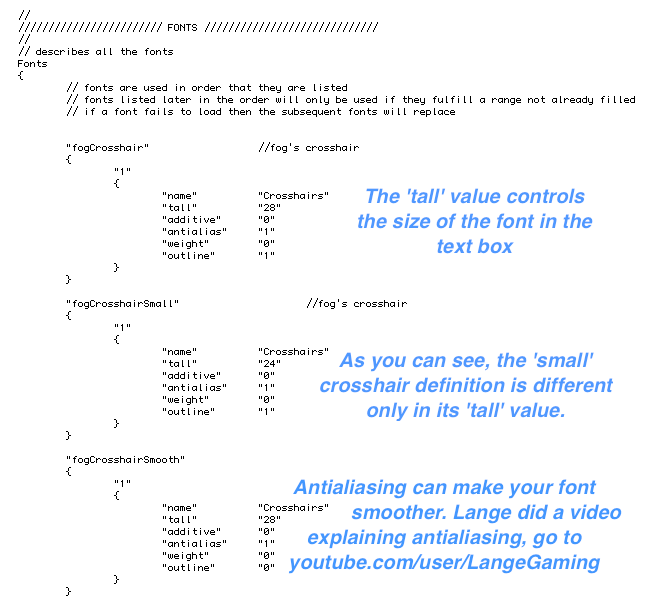 //
//////////////////////// FONTS /////////////////////////////
//
// describes all the fonts
Fonts
{
// fonts are used in order that they are listed
// fonts listed later in the order will only be used if they fulfill a range not already filled
// if a font fails to load then the subsequent fonts will replace
"fogCrosshair" //fog's crosshair
{
"1"
{
"name" "Crosshairs"
"tall" "28"
"additive" "0"
"antialias" "1"
"weight" "0"
"outline" "1"
}
}
The 'tall' value controls
the size of the font in the
text box
"fogCrosshairSmall" //fog's crosshair
{
"1"
{
"name" "Crosshairs"
"tall" "24"
"additive" "0"
"antialias" "1"
"weight" "0"
"outline" "1"
}
}
As you can see, the 'small'
crosshair definition is different
only in its 'tall' value.
"fogCrosshairSmooth"
{
"1"
{
"name" "Crosshairs"
"tall" "28"
"additive" "0"
"antialias" "1"
"weight" "0"
"outline" "0"
}
}
Antialiasing can make your font
smoother. Lange did a video
explaining antialiasing, go to
youtube.com/user/LangeGaming